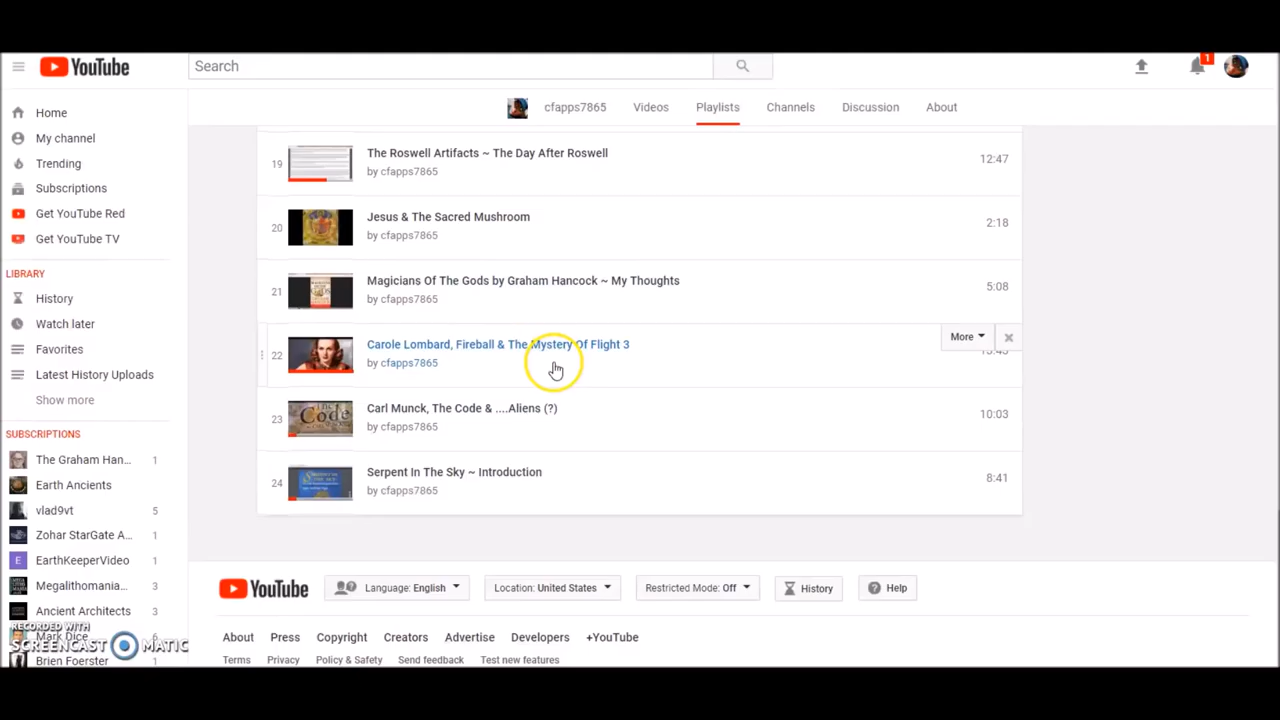 YouTube
Search
1
cfapps7865 Videos Playlists Channels Discussion About
Home
My channel
Trending
Subscriptions
Get YouTube Red
Get YouTube TV
LIBRARY
History
Watch later
Favorites
Latest History Uploads
Show more
SUBSCRIPTIONS
The Graham Han... 1
Earth Ancients
vlad9vt 5
Zohar StarGate A... 1
E EarthKeeperVideo 1
Megalithomania... 3
Ancient Architects 3
Mark Dice 6
Brien Foerster 1
RECORDED WITH
SCREENCAST MATIC
19 The Roswell Artifacts ~ The Day After Roswell 12:47
by cfapps7865
20 Jesus & The Sacred Mushroom 2:18
by cfapps7865
21 Magicians Of The Gods by Graham Hancock ~ My Thoughts 5:08
by cfapps7865
22 Carole Lombard, Fireball & The Mystery Of Flight 3 More
by cfapps7865
23 The Code Carl Munck, The Code & ....Aliens (?) 10:03
by cfapps7865
24 Serpent In The Sky ~ Introduction 8:41
by cfapps7865
YouTube Language: English Location: United States Restricted Mode: Off History Help
About Press Copyright Creators Advertise Developers +YouTube
Terms Privacy Policy & Safety Send feedback Test new features